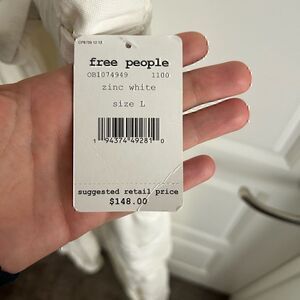 free people
OB1074949 1100
zinc white
size L
1 94374 49281 0
suggested retail price
$148.00